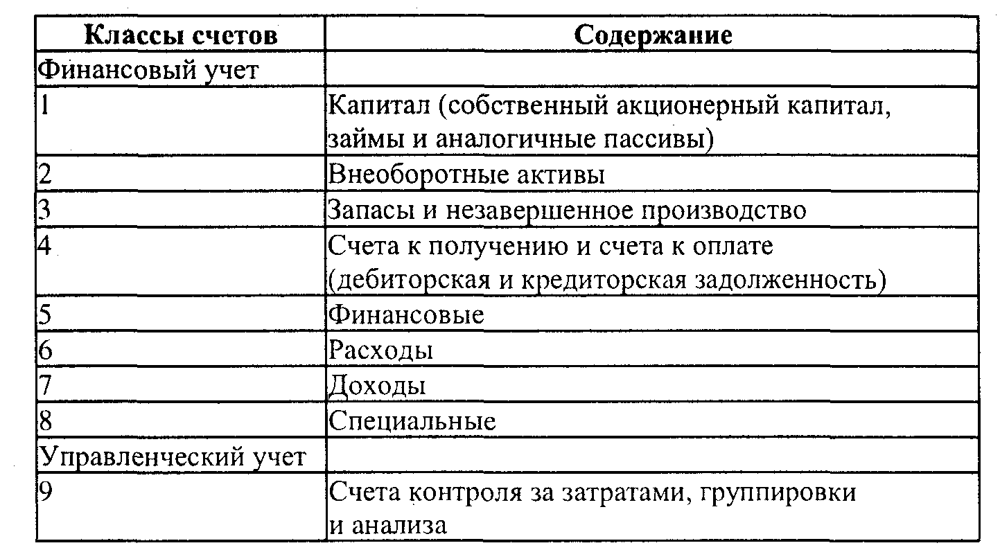 Классы счетов Содержание
Финансовый учет
1 Капитал (собственный акционерный капитал,
займы и аналогичные пассивы)
2 Внеоборотные активы
3 Запасы и незавершенное производство
4 Счета к получению и счета к оплате
(дебиторская и кредиторская задолженность)
5 Финансовые
6 Расходы
7 Доходы
8 Специальные
Управленческий учет
9 Счета контроля за затратами, группировки
и анализа